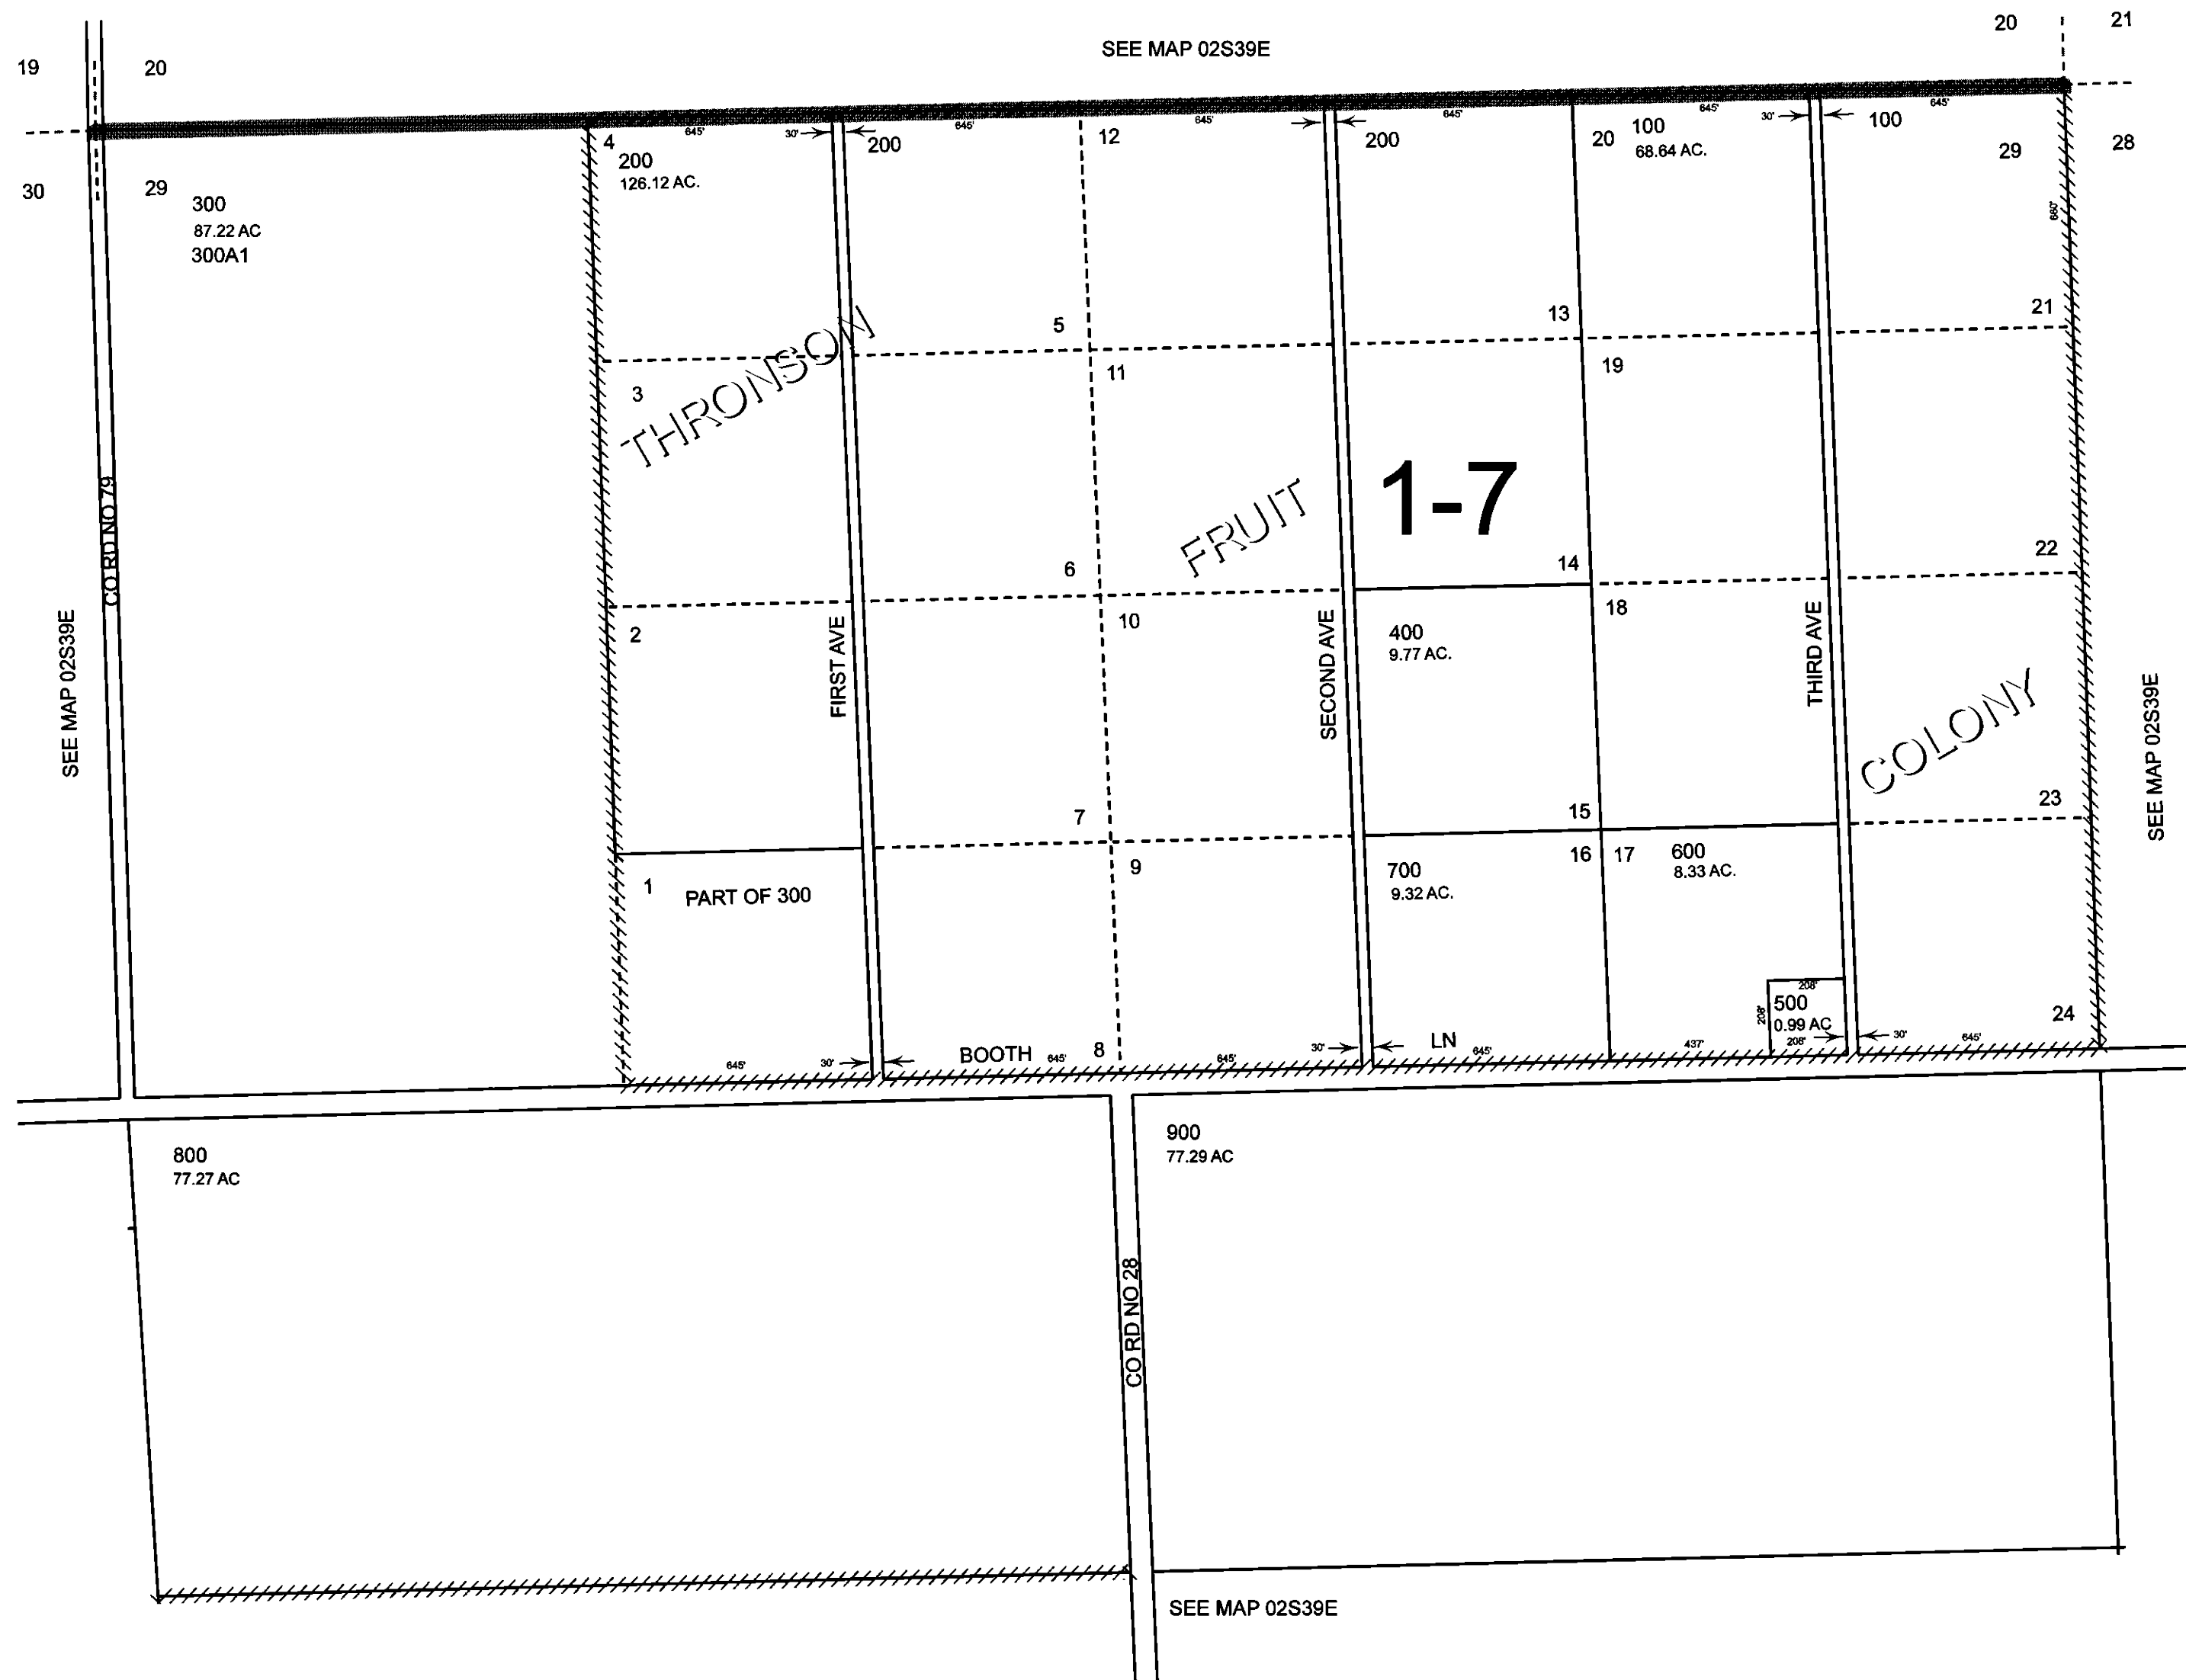 SEE MAP 02S39E
20
21
19
20
645'
30'
645'
645'
645'
645'
30'
645'
4
200
126.12 AC.
200
12
200
20
100
68.64 AC.
100
29
28
30
29
300
87.22 AC
300A1
660'
THRONSON
5
13
21
3
11
19
1-7
FRUIT
CO RD NO 79
6
14
22
2
10
18
SEE MAP 02S39E
FIRST AVE
SECOND AVE
400
9.77 AC.
THIRD AVE
COLONY
SEE MAP 02S39E
7
15
23
1
PART OF 300
9
700
9.32 AC.
16
17
600
8.33 AC.
208'
208'
500
0.99 AC
24
645'
30'
BOOTH
645'
8
645'
30'
LN
645'
437'
208'
30'
645'
800
77.27 AC
900
77.29 AC
CO RD NO 28
SEE MAP 02S39E